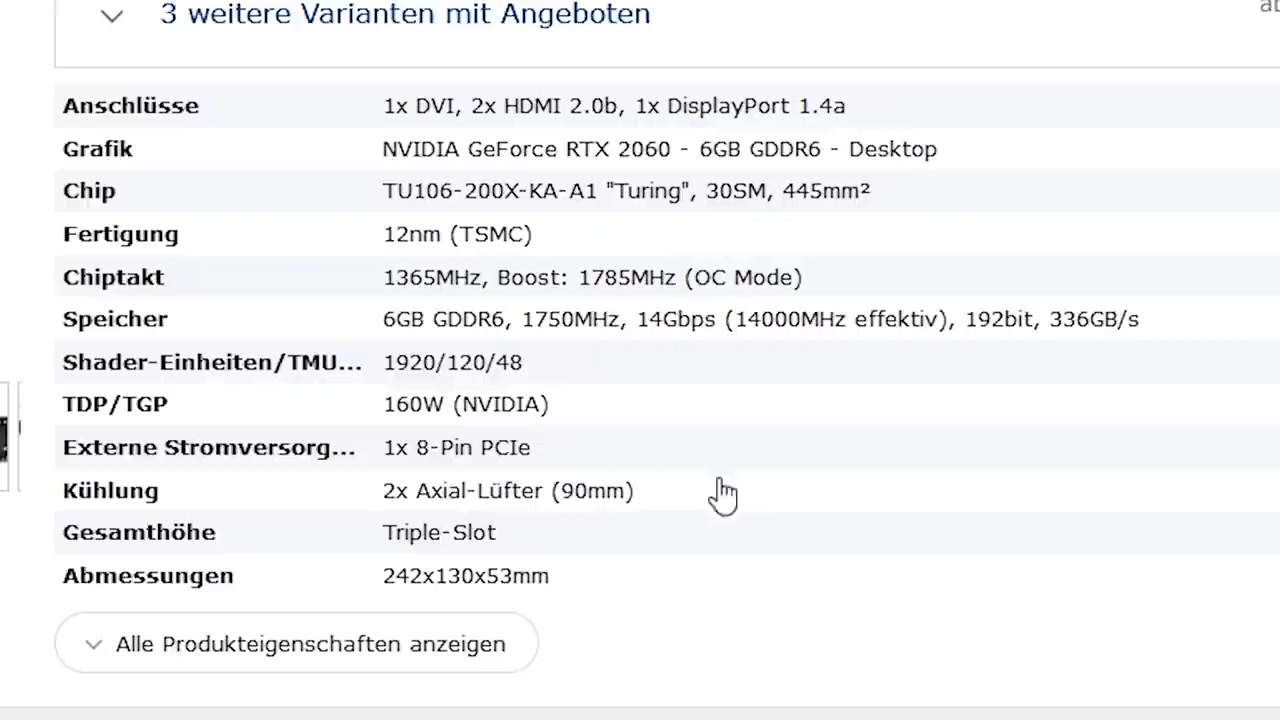 3 weitere Varianten mit Angeboten
Anschlüsse 1x DVI, 2x HDMI 2.0b, 1x DisplayPort 1.4a
Grafik NVIDIA GeForce RTX 2060 - 6GB GDDR6 - Desktop
Chip TU106-200X-KA-A1 "Turing", 30SM, 445mm²
Fertigung 12nm (TSMC)
Chiptakt 1365MHz, Boost: 1785MHz (OC Mode)
Speicher 6GB GDDR6, 1750MHz, 14Gbps (14000MHz effektiv), 192bit, 336GB/s
Shader-Einheiten/TMU... 1920/120/48
TDP/TGP 160W (NVIDIA)
Externe Stromversorg... 1x 8-Pin PCIe
Kühlung 2x Axial-Lüfter (90mm)
Gesamthöhe Triple-Slot
Abmessungen 242x130x53mm
Alle Produkteigenschaften anzeigen